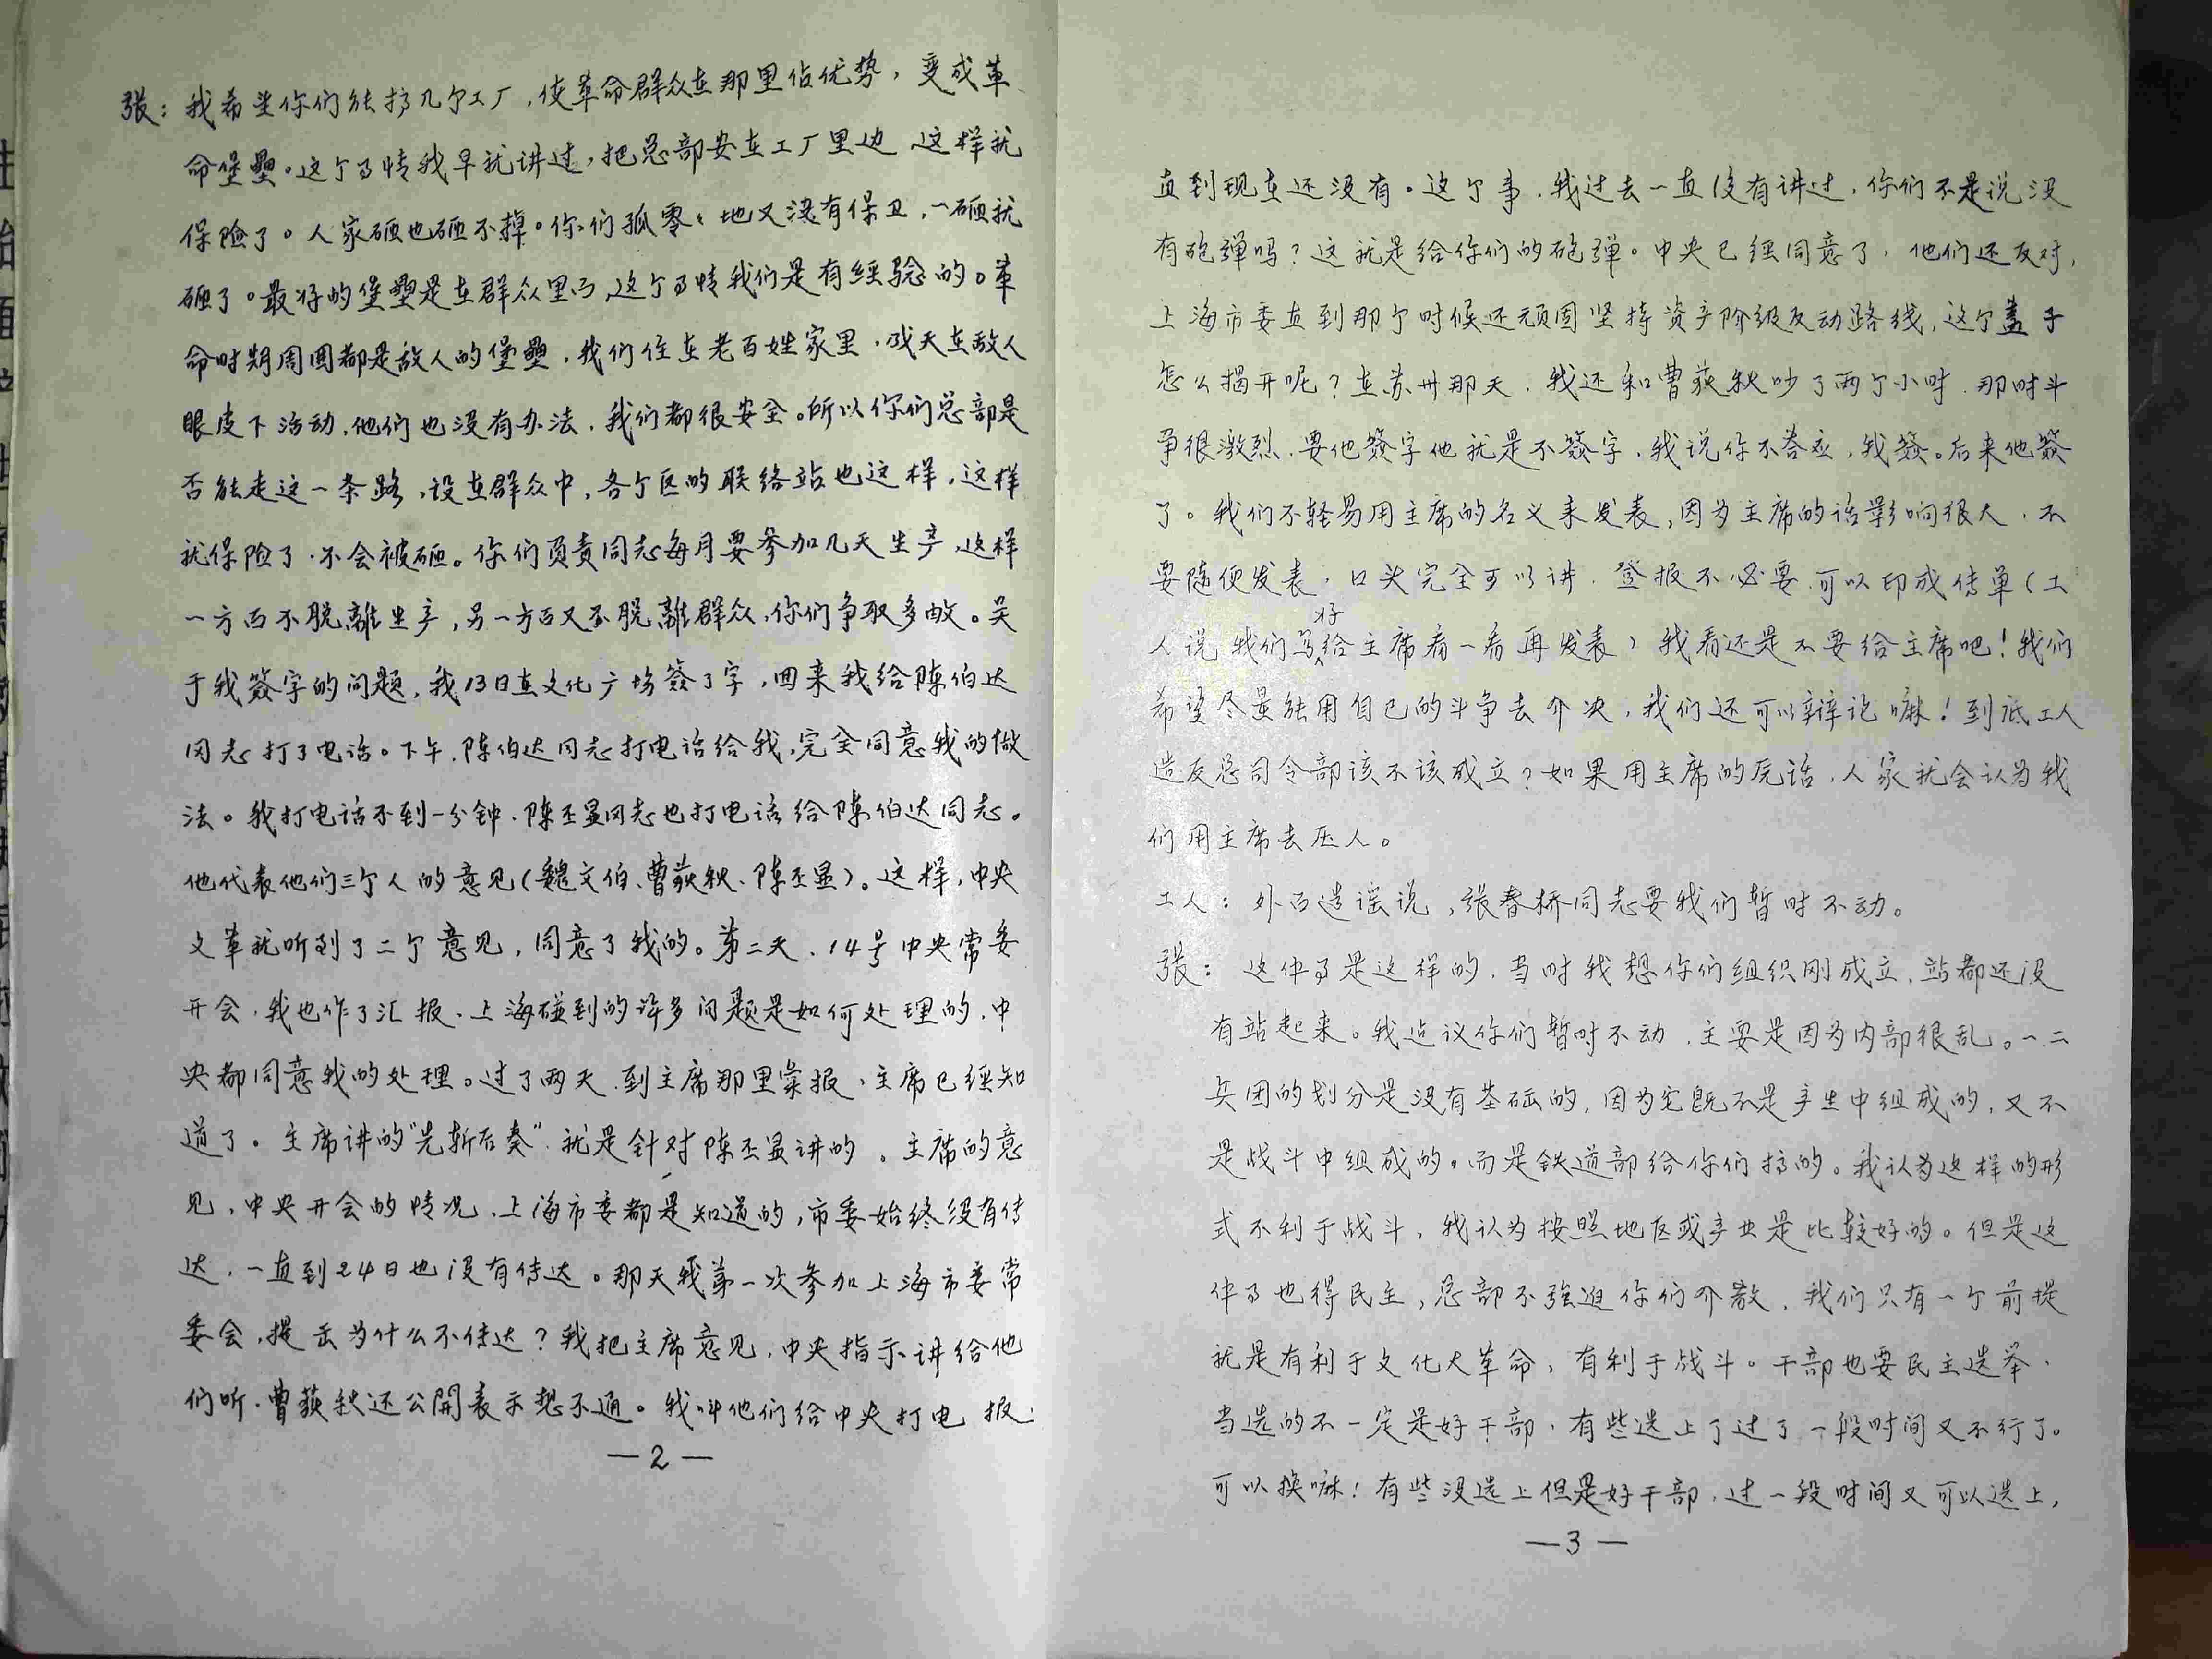 张：我希望你们能搞几个工厂，使革命群众在那里佔优势，变成革
命堡壘。这个事情我早就讲过，把总部安在工厂里边，这样就
保险了。人家砸也砸不掉。你们孤零々地又没有保卫，一砸就
砸了。最好的堡壘是在群众里面，这个事情我们是有经验的。革
命时期周围都是敌人的堡壘，我们住在老百姓家里，成天在敌人
眼皮下活动，他们也没有办法，我们都很安全。所以你们总部是
否能走这一条路，设在群众中，各个区的联络站也这样，这样
就保险了，不会被砸。你们负责同志每月要参加几天生产，这样
一方面不脱離生产，另一方面又不脱離群众，你们争取多做。关
于我簽字的问题，我13日在文化广场簽了字，回来我给陈伯达
同志打了电话。下午，陈伯达同志打电话给我，完全同意我的做
法。我打电话不到一分钟，陈丕显同志也打电话给陈伯达同志。
他代表他们三个人的意见（魏文伯、曹荻秋、陈丕显）。这样，中央
文革就听到了二个意见，同意了我的。第二天，14号中央常委
开会，我也作了汇报，上海碰到的许多问题是如何处理的，中
央都同意我的处理。过了两天，到主席那里彙报，主席已经知
道了。主席讲的“先斩后奏”就是針对陈丕显讲的。主席的意
见，中央开会的情况，上海市委都是知道的，市委始终没有传
达，一直到24日也没有传达。那天我第一次参加上海市委常
委会，提出为什么不传达？我把主席意见，中央指示讲给他
们听，曹荻秋还公開表示想不通。我叫他们给中央打电报，
—2—
直到现在还没有。这个事，我过去一直没有讲过，你们不是说没
有砲弹吗？这就是给你们的砲弹。中央已经同意了，他们还反对，
上海市委直到那个时候还顽固坚持资产阶级反动路线，这个盖子
怎么揭开呢？在苏州那天，我还和曹荻秋吵了两个小时，那时斗
争很激烈，要他簽字他就是不簽字，我说你不答应，我簽。后来他簽
了。我们不轻易用主席的名义来发表，因为主席的话影响很大，不
要随便发表，口头完全可以讲，登报不必要，可以印成传单（工
人说我们写好给主席看一看再发表）我看还是不要给主席吧！我们
希望尽量能用自己的斗争去介决，我们还可以辩论嘛！到底工人
造反总司令部该不该成立？如果用主席的原话，人家就会认为我
们用主席去压人。
工人：外面造谣说，張春桥同志要我们暂时不动。
張：这件事是这样的，当时我想你们组织刚成立，站都还没
有站起来。我建议你们暂时不动，主要是因为内部很乱。一、二
兵团的划分是没有基础的，因为它既不是产生中组成的，又不
是战斗中组成的，而是铁道部给你们搞的。我认为这样的形
式不利于战斗，我认为按照地区或产业是比较好的。但是这
件事也得民主，总部不強迫你们介散，我们只有一个前提
就是有利于文化大革命，有利于战斗。干部也要民主选举，
当选的不一定是好干部，有些选上了过了一段时间又不行了。
可以换嘛！有些没选上但是好干部，过一段时间又可以选上，
—3—